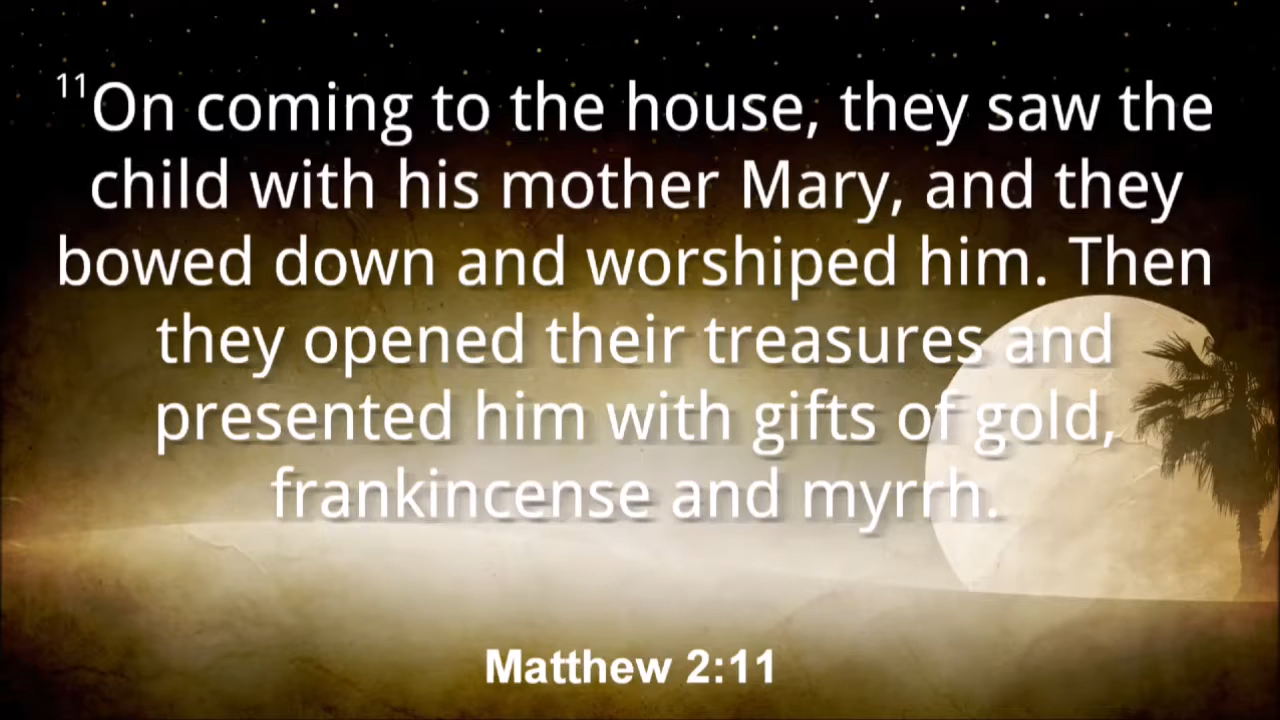 ¹¹On coming to the house, they saw the
child with his mother Mary, and they
bowed down and worshiped him. Then
they opened their treasures and
presented him with gifts of gold,
frankincense and myrrh.
Matthew 2:11